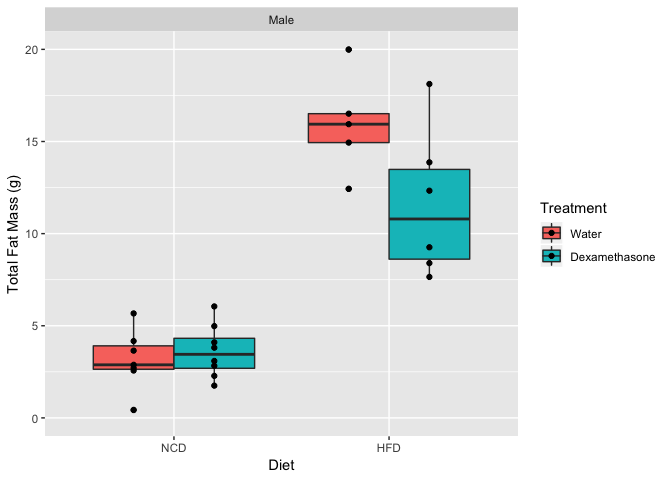 Male
20
15
10
5
0
Total Fat Mass (g)
NCD
HFD
Diet
Treatment
Water
Dexamethasone